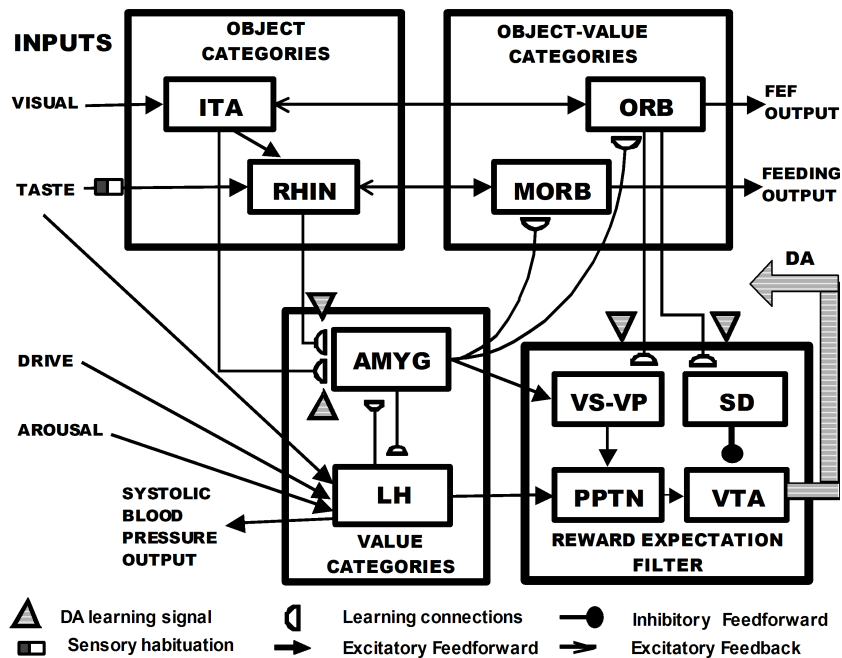 INPUTS
OBJECT
CATEGORIES
OBJECT-VALUE
CATEGORIES
VISUAL
ITA
ORB
FEF
OUTPUT
TASTE
RHIN
MORB
FEEDING
OUTPUT
DA
DRIVE
AMYG
VS-VP
SD
AROUSAL
LH
PPTN
VTA
SYSTOLIC
BLOOD
PRESSURE
OUTPUT
VALUE
CATEGORIES
REWARD EXPECTATION
FILTER
DA learning signal
Learning connections
Inhibitory Feedforward
Sensory habituation
Excitatory Feedforward
Excitatory Feedback